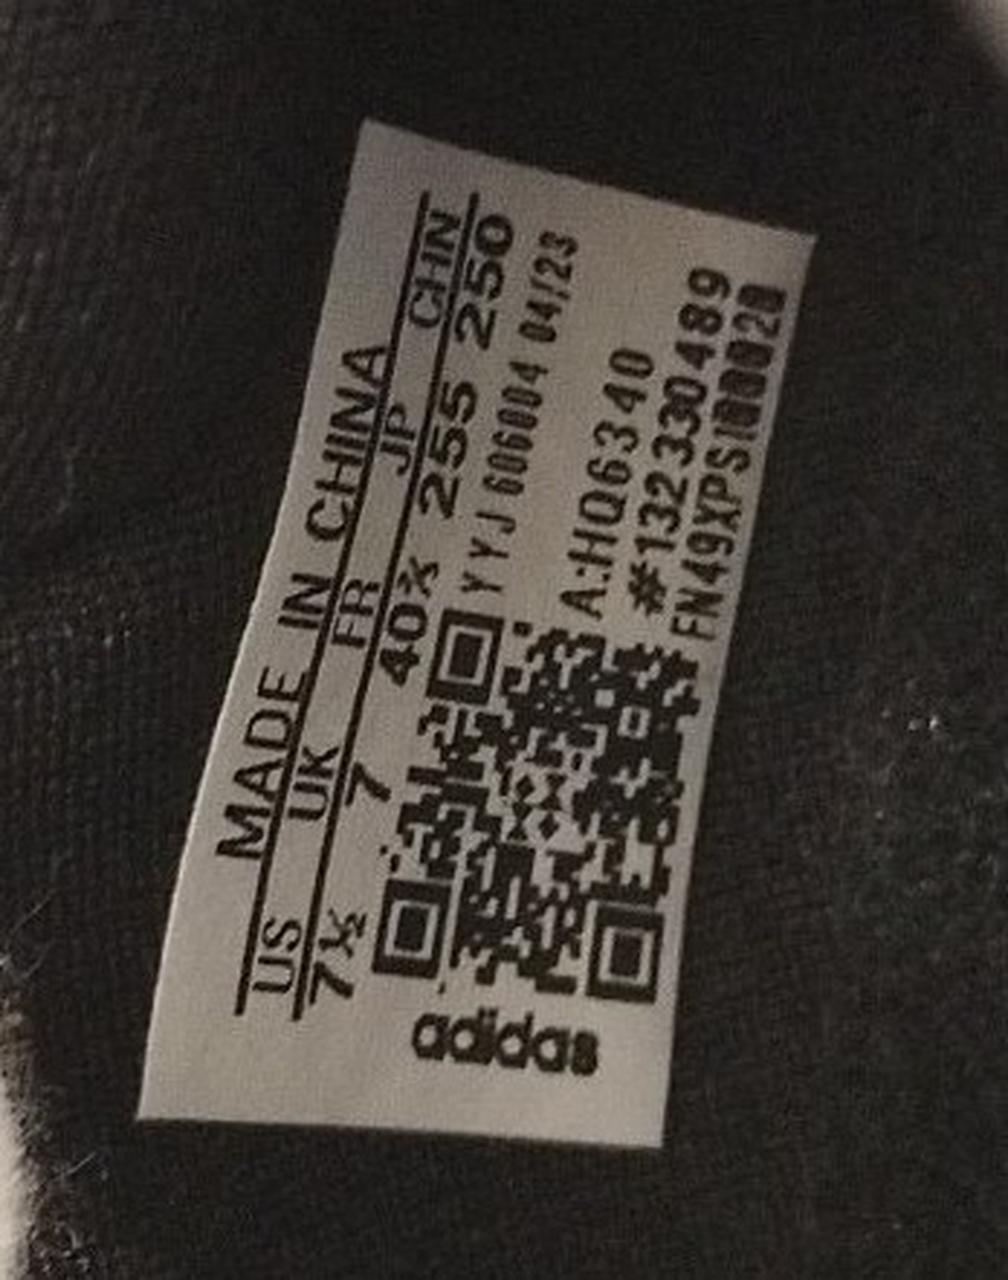 MADE IN CHINA
US UK FR JP CHN
7½ 7 40⅔ 255 250
YYJ 606004 04/23
A:HQ6340
#132330489
adidas